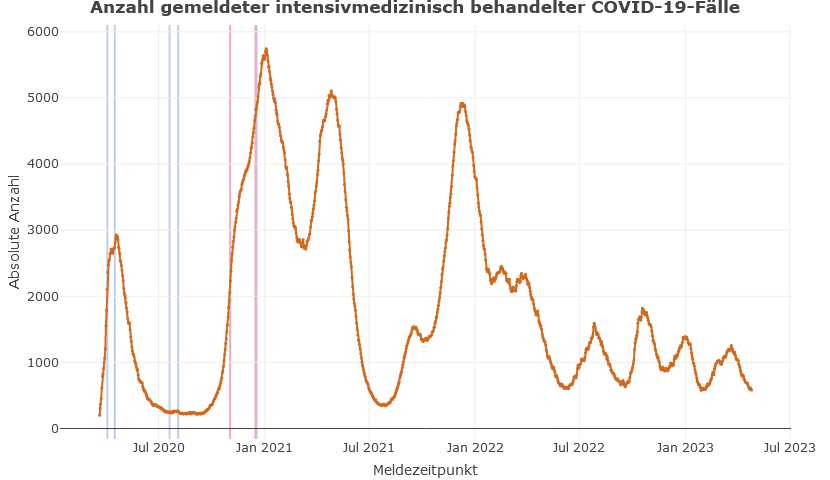 Anzahl gemeldeter intensivmedizinisch behandelter COVID-19-Fälle
6000
5000
4000
3000
2000
1000
0
Absolute Anzahl
Jul 2020
Jan 2021
Jul 2021
Jan 2022
Jul 2022
Jan 2023
Jul 2023
Meldezeitpunkt